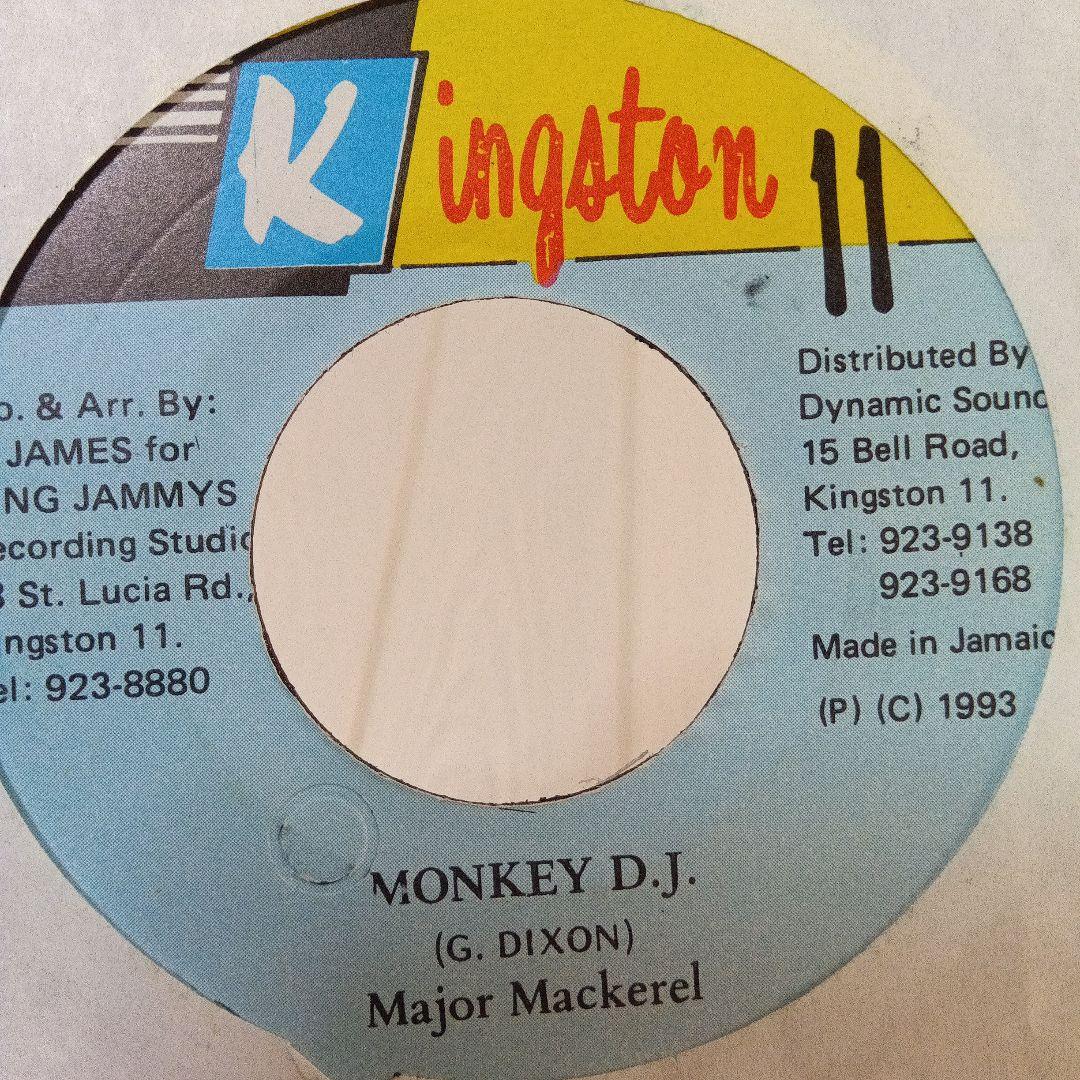 Kingston 11
o. & Arr. By:
JAMES for
NG JAMMYS
ecording Studio
St. Lucia Rd.,
ngston 11.
el: 923-8880
Distributed By
Dynamic Sound
15 Bell Road,
Kingston 11.
Tel: 923-9138
923-9168
Made in Jamaic
(P) (C) 1993
MONKEY D.J.
(G. DIXON)
Major Mackerel